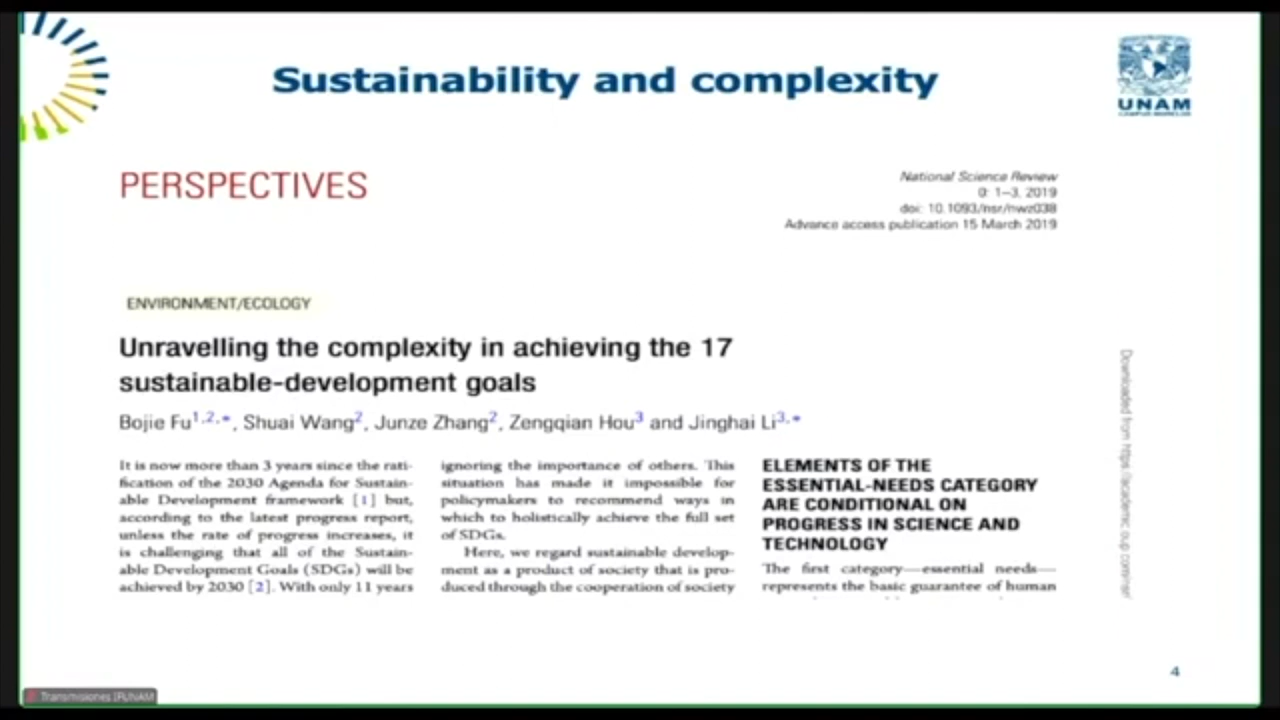 Sustainability and complexity
UNAM
PERSPECTIVES
National Science Review
0: 1–3, 2019
doi: 10.1093/nsr/nwz038
Advance access publication 15 March 2019
ENVIRONMENT/ECOLOGY
Unravelling the complexity in achieving the 17
sustainable-development goals
Bojie Fu1,2,*, Shuai Wang2, Junze Zhang2, Zengqian Hou3 and Jinghai Li3,*
It is now more than 3 years since the rati-
fication of the 2030 Agenda for Sustain-
able Development framework [1] but,
according to the latest progress report,
unless the rate of progress increases, it
is challenging that all of the Sustain-
able Development Goals (SDGs) will be
achieved by 2030 [2]. With only 11 years
ignoring the importance of others. This
situation has made it impossible for
policymakers to recommend ways in
which to holistically achieve the full set
of SDGs.
Here, we regard sustainable develop-
ment as a product of society that is pro-
duced through the cooperation of society
ELEMENTS OF THE
ESSENTIAL-NEEDS CATEGORY
ARE CONDITIONAL ON
PROGRESS IN SCIENCE AND
TECHNOLOGY
The first category—essential needs—
represents the basic guarantee of human
Downloaded from https://academic.oup.com/nsr/
4
Transmisiones